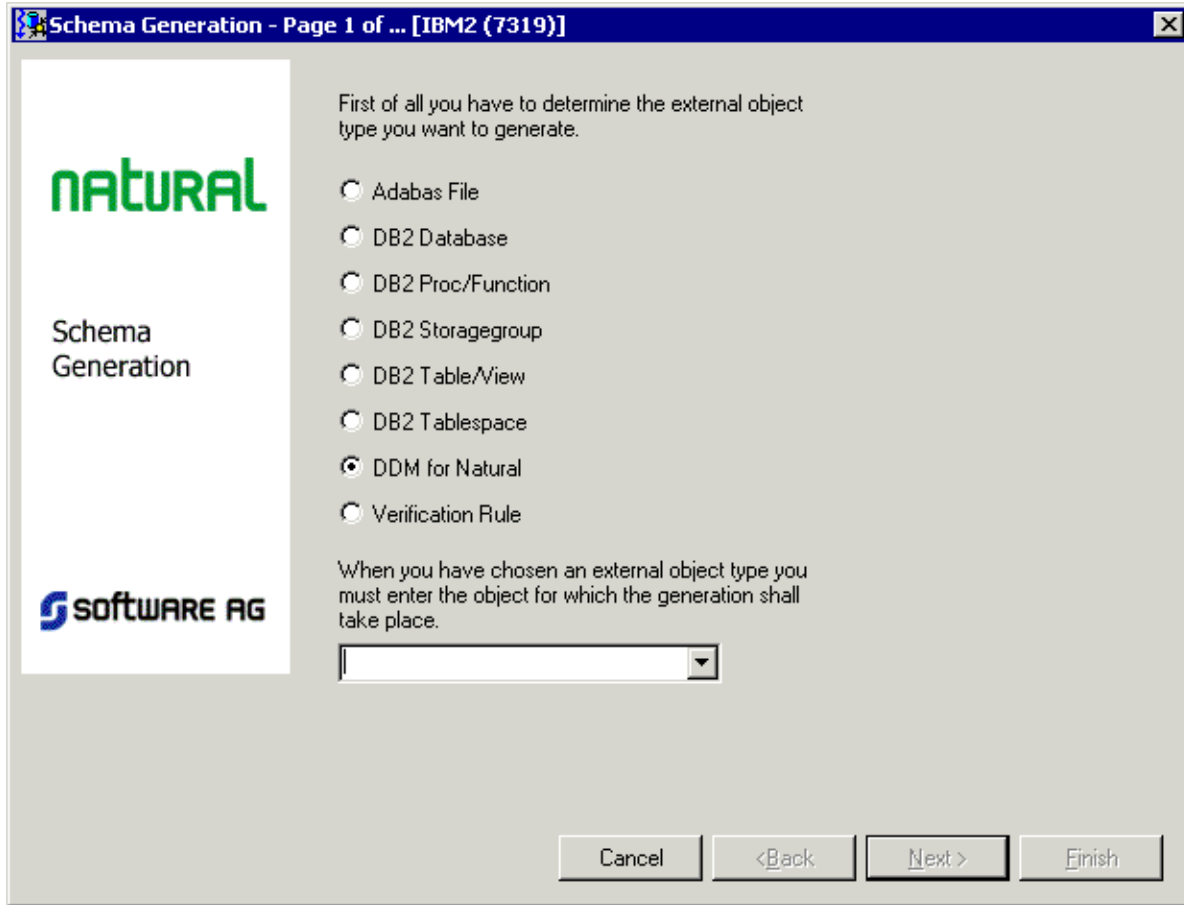 Schema Generation - Page 1 of ... [IBM2 (7319)]
First of all you have to determine the external object
type you want to generate.
natural
Adabas File
DB2 Database
DB2 Proc/Function
Schema
Generation
DB2 Storagegroup
DB2 Table/View
DB2 Tablespace
DDM for Natural
Verification Rule
When you have chosen an external object type you
must enter the object for which the generation shall
take place.
software AG
Cancel
<Back
Next >
Finish